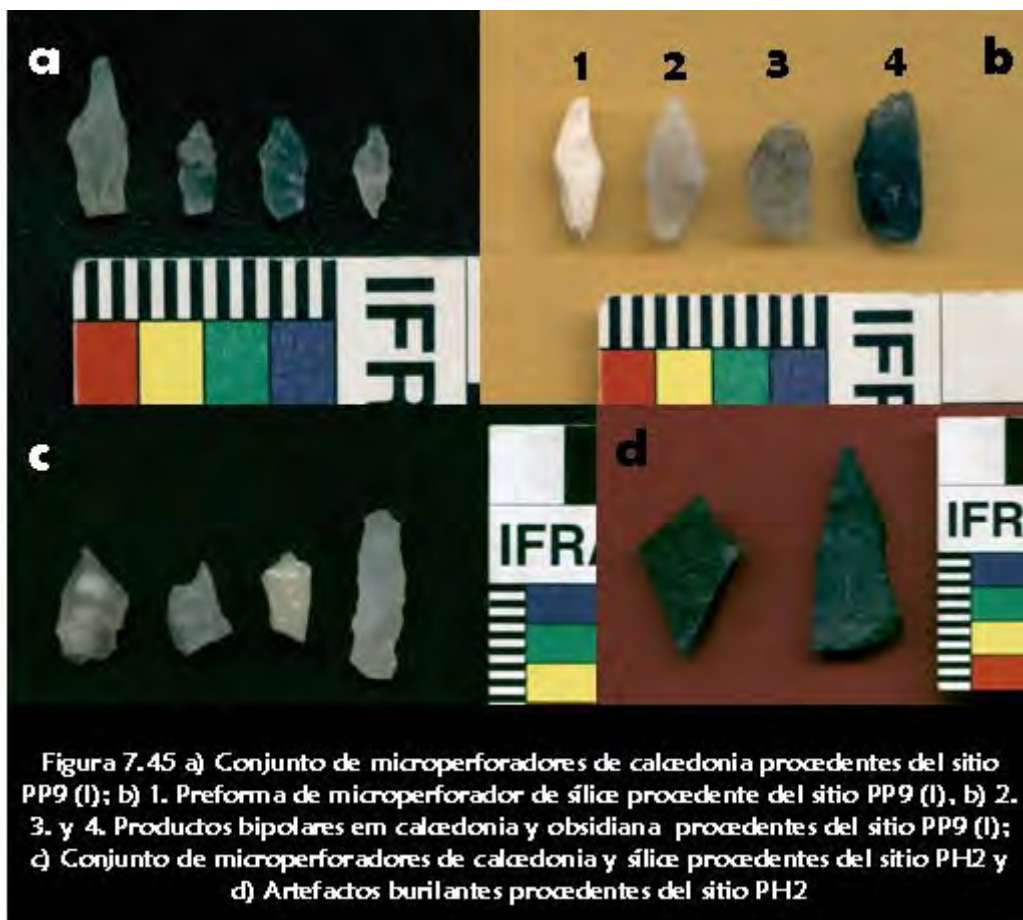 a
1 2 3 4 b
IFR
IFR
c
d
IFRA
IFR
Figura 7.45 a) Conjunto de microperforadores de calcedonia procedentes del sitio
PP9 (I); b) 1. Preforma de microperforador de sílice procedente del sitio PP9 (I), b) 2.
3. y 4. Productos bipolares em calcedonia y obsidiana procedentes del sitio PP9 (I);
c) Conjunto de microperforadores de calcedonia y sílice procedentes del sitio PH2 y
d) Artefactos burilantes procedentes del sitio PH2